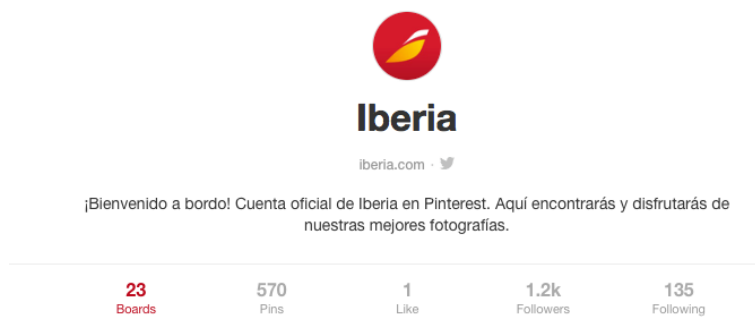 Iberia
iberia.com ·
¡Bienvenido a bordo! Cuenta oficial de Iberia en Pinterest. Aquí encontrarás y disfrutarás de
nuestras mejores fotografías.
23 570 1 1.2k 135
Boards Pins Like Followers Following